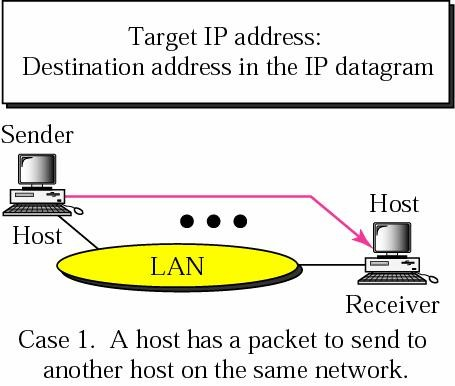 Target IP address:
Destination address in the IP datagram
Sender
Host
Host
LAN
Receiver
Case 1. A host has a packet to send to
another host on the same network.